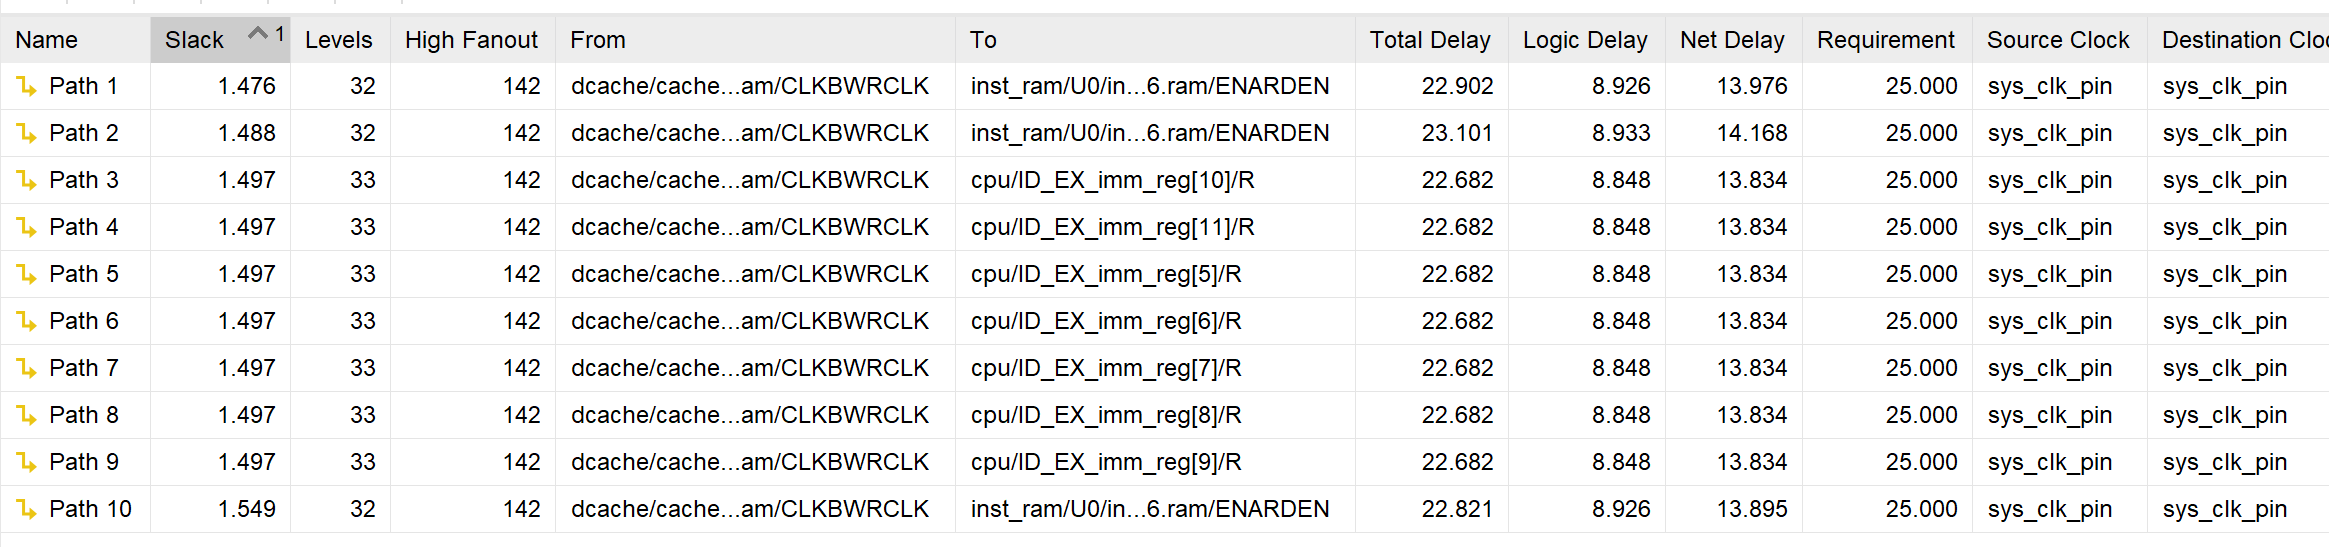 Name Slack 1 Levels High Fanout From To Total Delay Logic Delay Net Delay Requirement Source Clock Destination Cloc
Path 1 1.476 32 142 dcache/cache...am/CLKBWRCLK inst_ram/U0/in...6.ram/ENARDEN 22.902 8.926 13.976 25.000 sys_clk_pin sys_clk_pin
Path 2 1.488 32 142 dcache/cache...am/CLKBWRCLK inst_ram/U0/in...6.ram/ENARDEN 23.101 8.933 14.168 25.000 sys_clk_pin sys_clk_pin
Path 3 1.497 33 142 dcache/cache...am/CLKBWRCLK cpu/ID_EX_imm_reg[10]/R 22.682 8.848 13.834 25.000 sys_clk_pin sys_clk_pin
Path 4 1.497 33 142 dcache/cache...am/CLKBWRCLK cpu/ID_EX_imm_reg[11]/R 22.682 8.848 13.834 25.000 sys_clk_pin sys_clk_pin
Path 5 1.497 33 142 dcache/cache...am/CLKBWRCLK cpu/ID_EX_imm_reg[5]/R 22.682 8.848 13.834 25.000 sys_clk_pin sys_clk_pin
Path 6 1.497 33 142 dcache/cache...am/CLKBWRCLK cpu/ID_EX_imm_reg[6]/R 22.682 8.848 13.834 25.000 sys_clk_pin sys_clk_pin
Path 7 1.497 33 142 dcache/cache...am/CLKBWRCLK cpu/ID_EX_imm_reg[7]/R 22.682 8.848 13.834 25.000 sys_clk_pin sys_clk_pin
Path 8 1.497 33 142 dcache/cache...am/CLKBWRCLK cpu/ID_EX_imm_reg[8]/R 22.682 8.848 13.834 25.000 sys_clk_pin sys_clk_pin
Path 9 1.497 33 142 dcache/cache...am/CLKBWRCLK cpu/ID_EX_imm_reg[9]/R 22.682 8.848 13.834 25.000 sys_clk_pin sys_clk_pin
Path 10 1.549 32 142 dcache/cache...am/CLKBWRCLK inst_ram/U0/in...6.ram/ENARDEN 22.821 8.926 13.895 25.000 sys_clk_pin sys_clk_pin